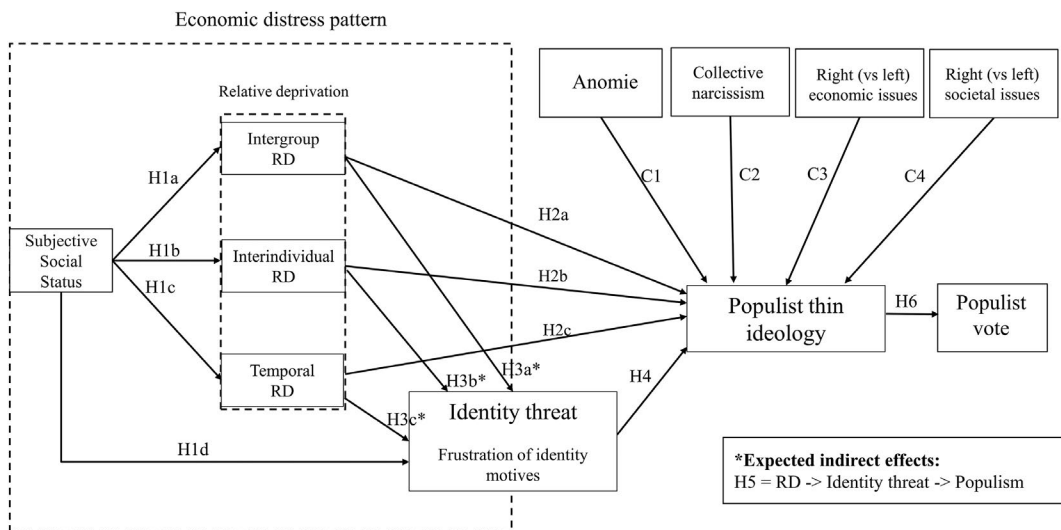 Economic distress pattern
Relative deprivation
Intergroup
RD
Interindividual
RD
Temporal
RD
Subjective
Social
Status
H1a
H1b
H1c
H1d
H2a
H2b
H2c
H3a*
H3b*
H3c*
Identity threat
Frustration of identity
motives
H4
Anomie
Collective
narcissism
Right (vs left)
economic issues
Right (vs left)
societal issues
C1
C2
C3
C4
Populist thin
ideology
H6
Populist
vote
*Expected indirect effects:
H5 = RD -> Identity threat -> Populism